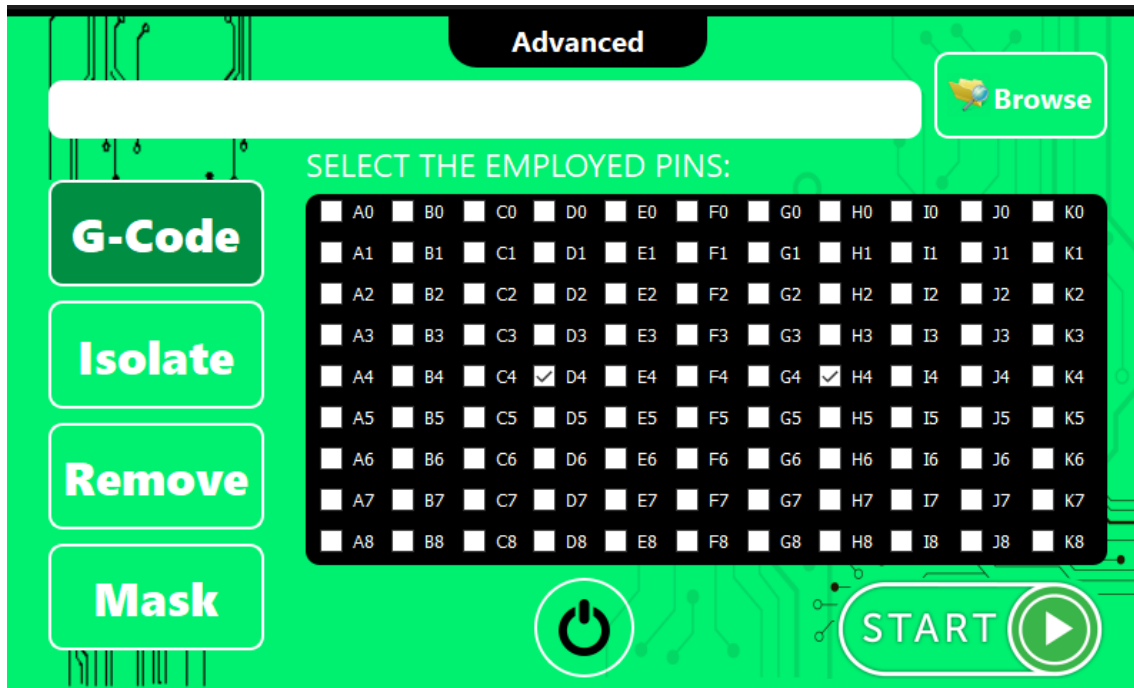 Advanced
Browse
SELECT THE EMPLOYED PINS:
G-Code
Isolate
Remove
Mask
A0 B0 C0 D0 E0 F0 G0 H0 I0 J0 K0
A1 B1 C1 D1 E1 F1 G1 H1 I1 J1 K1
A2 B2 C2 D2 E2 F2 G2 H2 I2 J2 K2
A3 B3 C3 D3 E3 F3 G3 H3 I3 J3 K3
A4 B4 C4 D4 E4 F4 G4 H4 I4 J4 K4
A5 B5 C5 D5 E5 F5 G5 H5 I5 J5 K5
A6 B6 C6 D6 E6 F6 G6 H6 I6 J6 K6
A7 B7 C7 D7 E7 F7 G7 H7 I7 J7 K7
A8 B8 C8 D8 E8 F8 G8 H8 I8 J8 K8
START